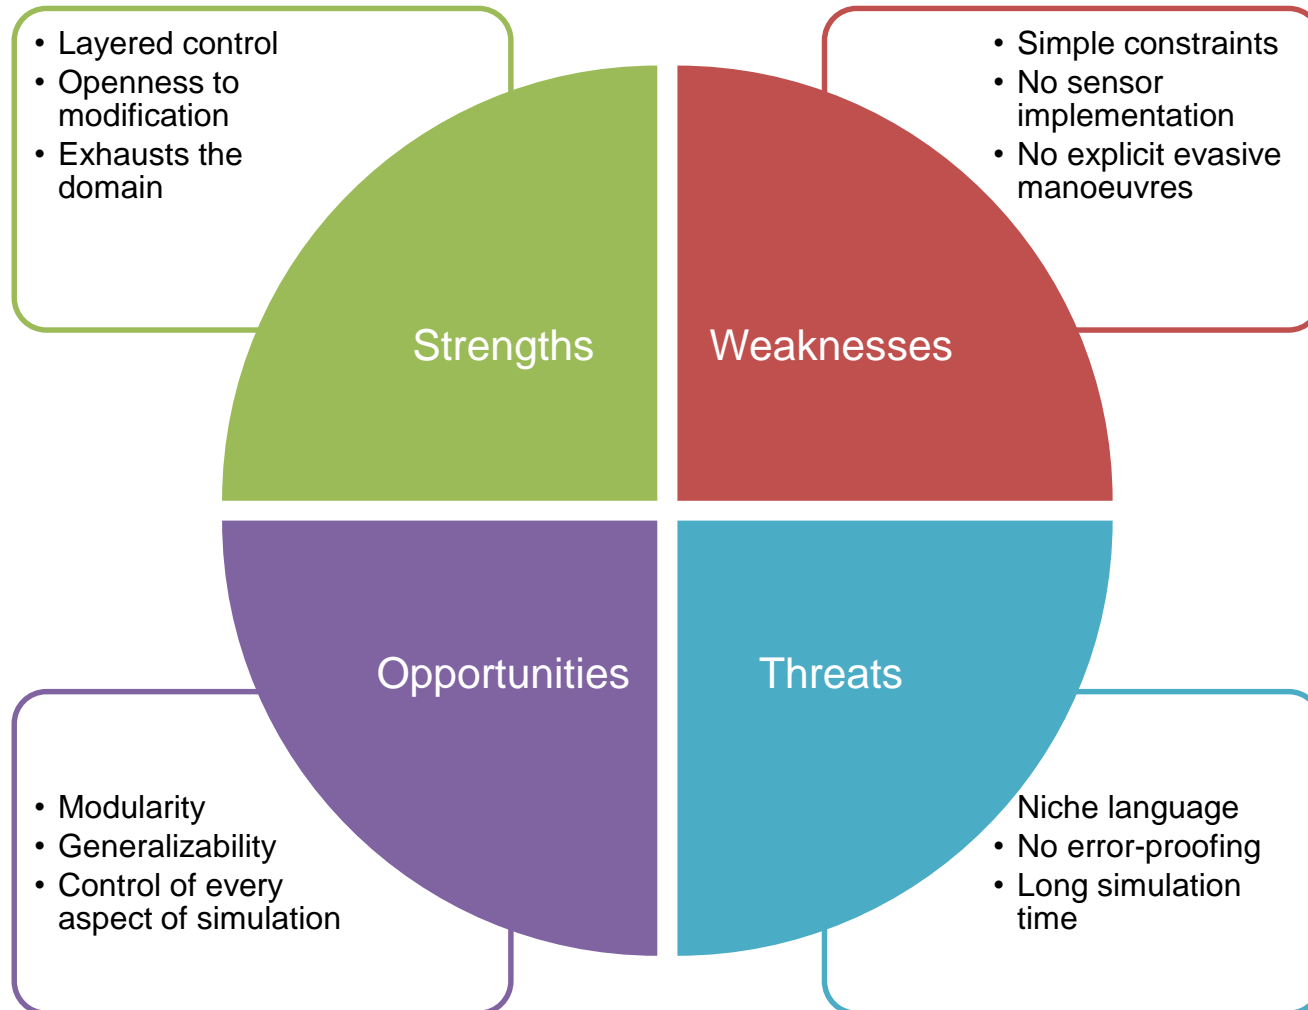 • Layered control
• Openness to
modification
• Exhausts the
domain
• Simple constraints
• No sensor
implementation
• No explicit evasive
manoeuvres
Strengths
Weaknesses
Opportunities
Threats
• Modularity
• Generalizability
• Control of every
aspect of simulation
Niche language
• No error-proofing
• Long simulation
time